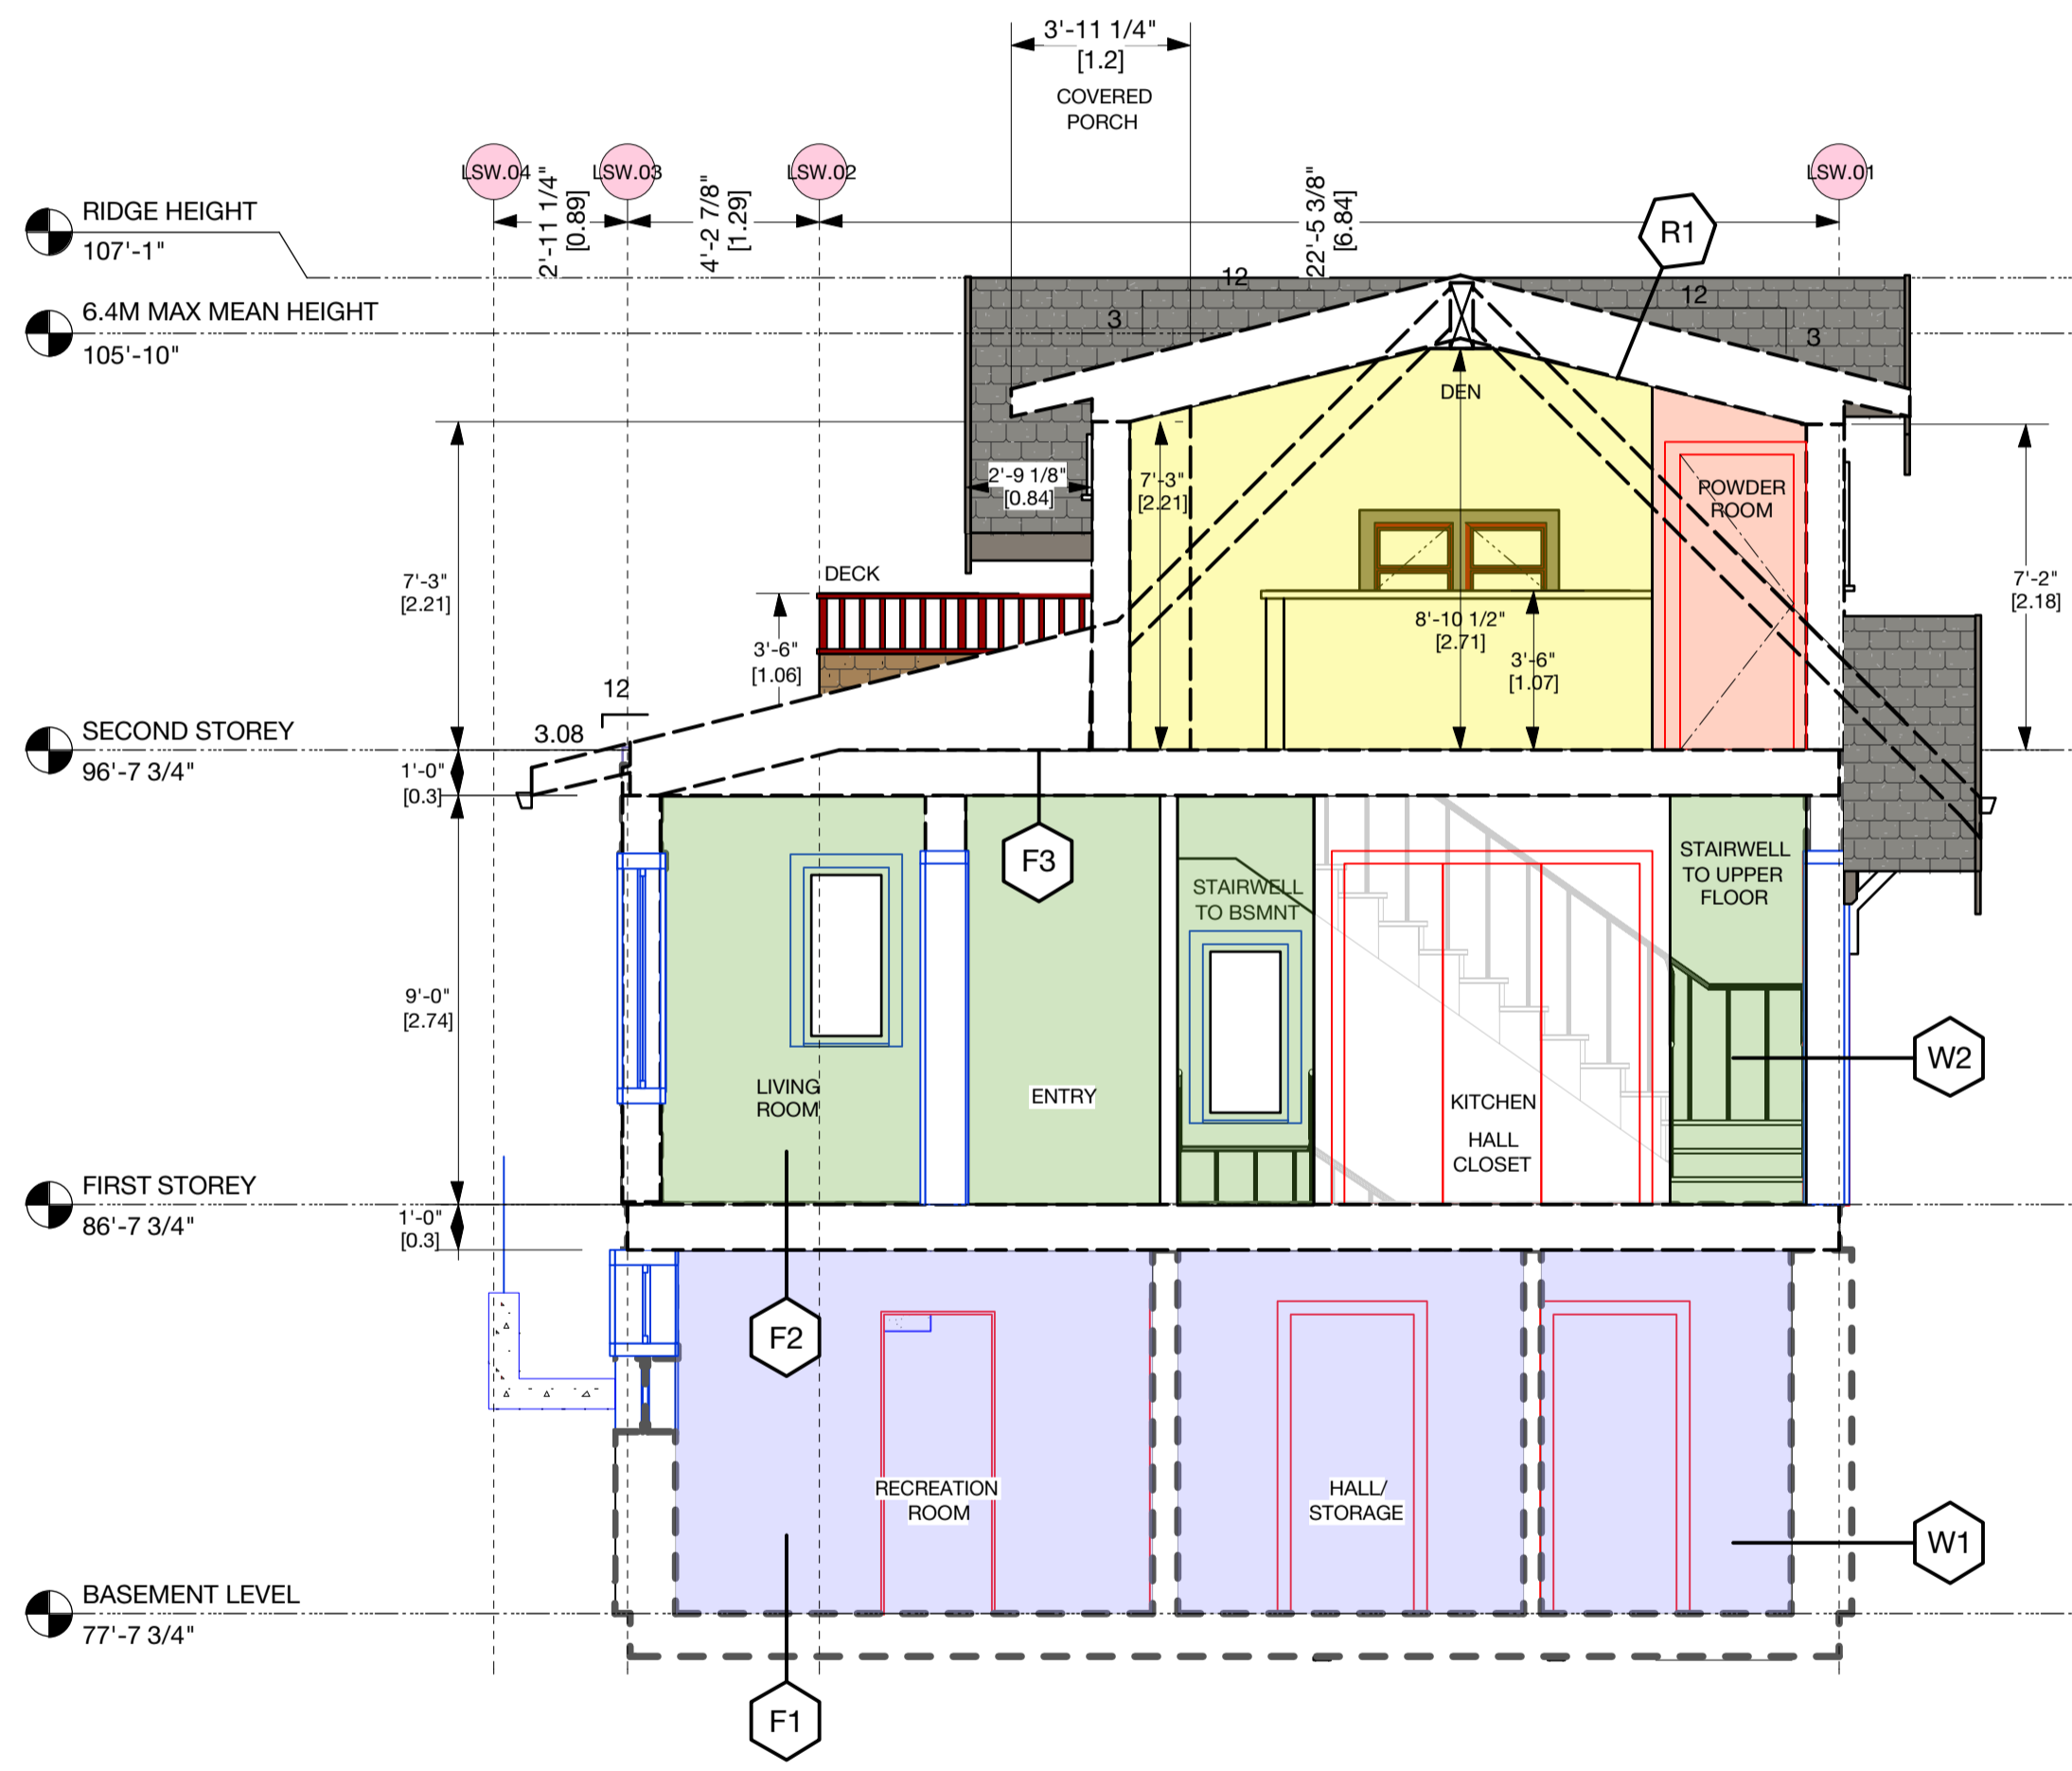 3'-11 1/4"
[1.2]
COVERED
PORCH
LSW.04
LSW.03
LSW.02
LSW.01
2'-11 1/4"
[0.89]
4'-2 7/8"
[1.29]
22'-5 3/8"
[6.84]
R1
RIDGE HEIGHT
107'-1"
6.4M MAX MEAN HEIGHT
105'-10"
12
3
12
3
DEN
7'-3"
[2.21]
2'-9 1/8"
[0.84]
7'-3"
[2.21]
POWDER
ROOM
DECK
3'-6"
[1.06]
8'-10 1/2"
[2.71]
3'-6"
[1.07]
7'-2"
[2.18]
12
3.08
SECOND STOREY
96'-7 3/4"
1'-0"
[0.3]
F3
STAIRWELL
TO BSMNT
STAIRWELL
TO UPPER
FLOOR
9'-0"
[2.74]
LIVING
ROOM
ENTRY
KITCHEN
HALL
CLOSET
W2
FIRST STOREY
86'-7 3/4"
1'-0"
[0.3]
F2
RECREATION
ROOM
HALL/
STORAGE
W1
BASEMENT LEVEL
77'-7 3/4"
F1